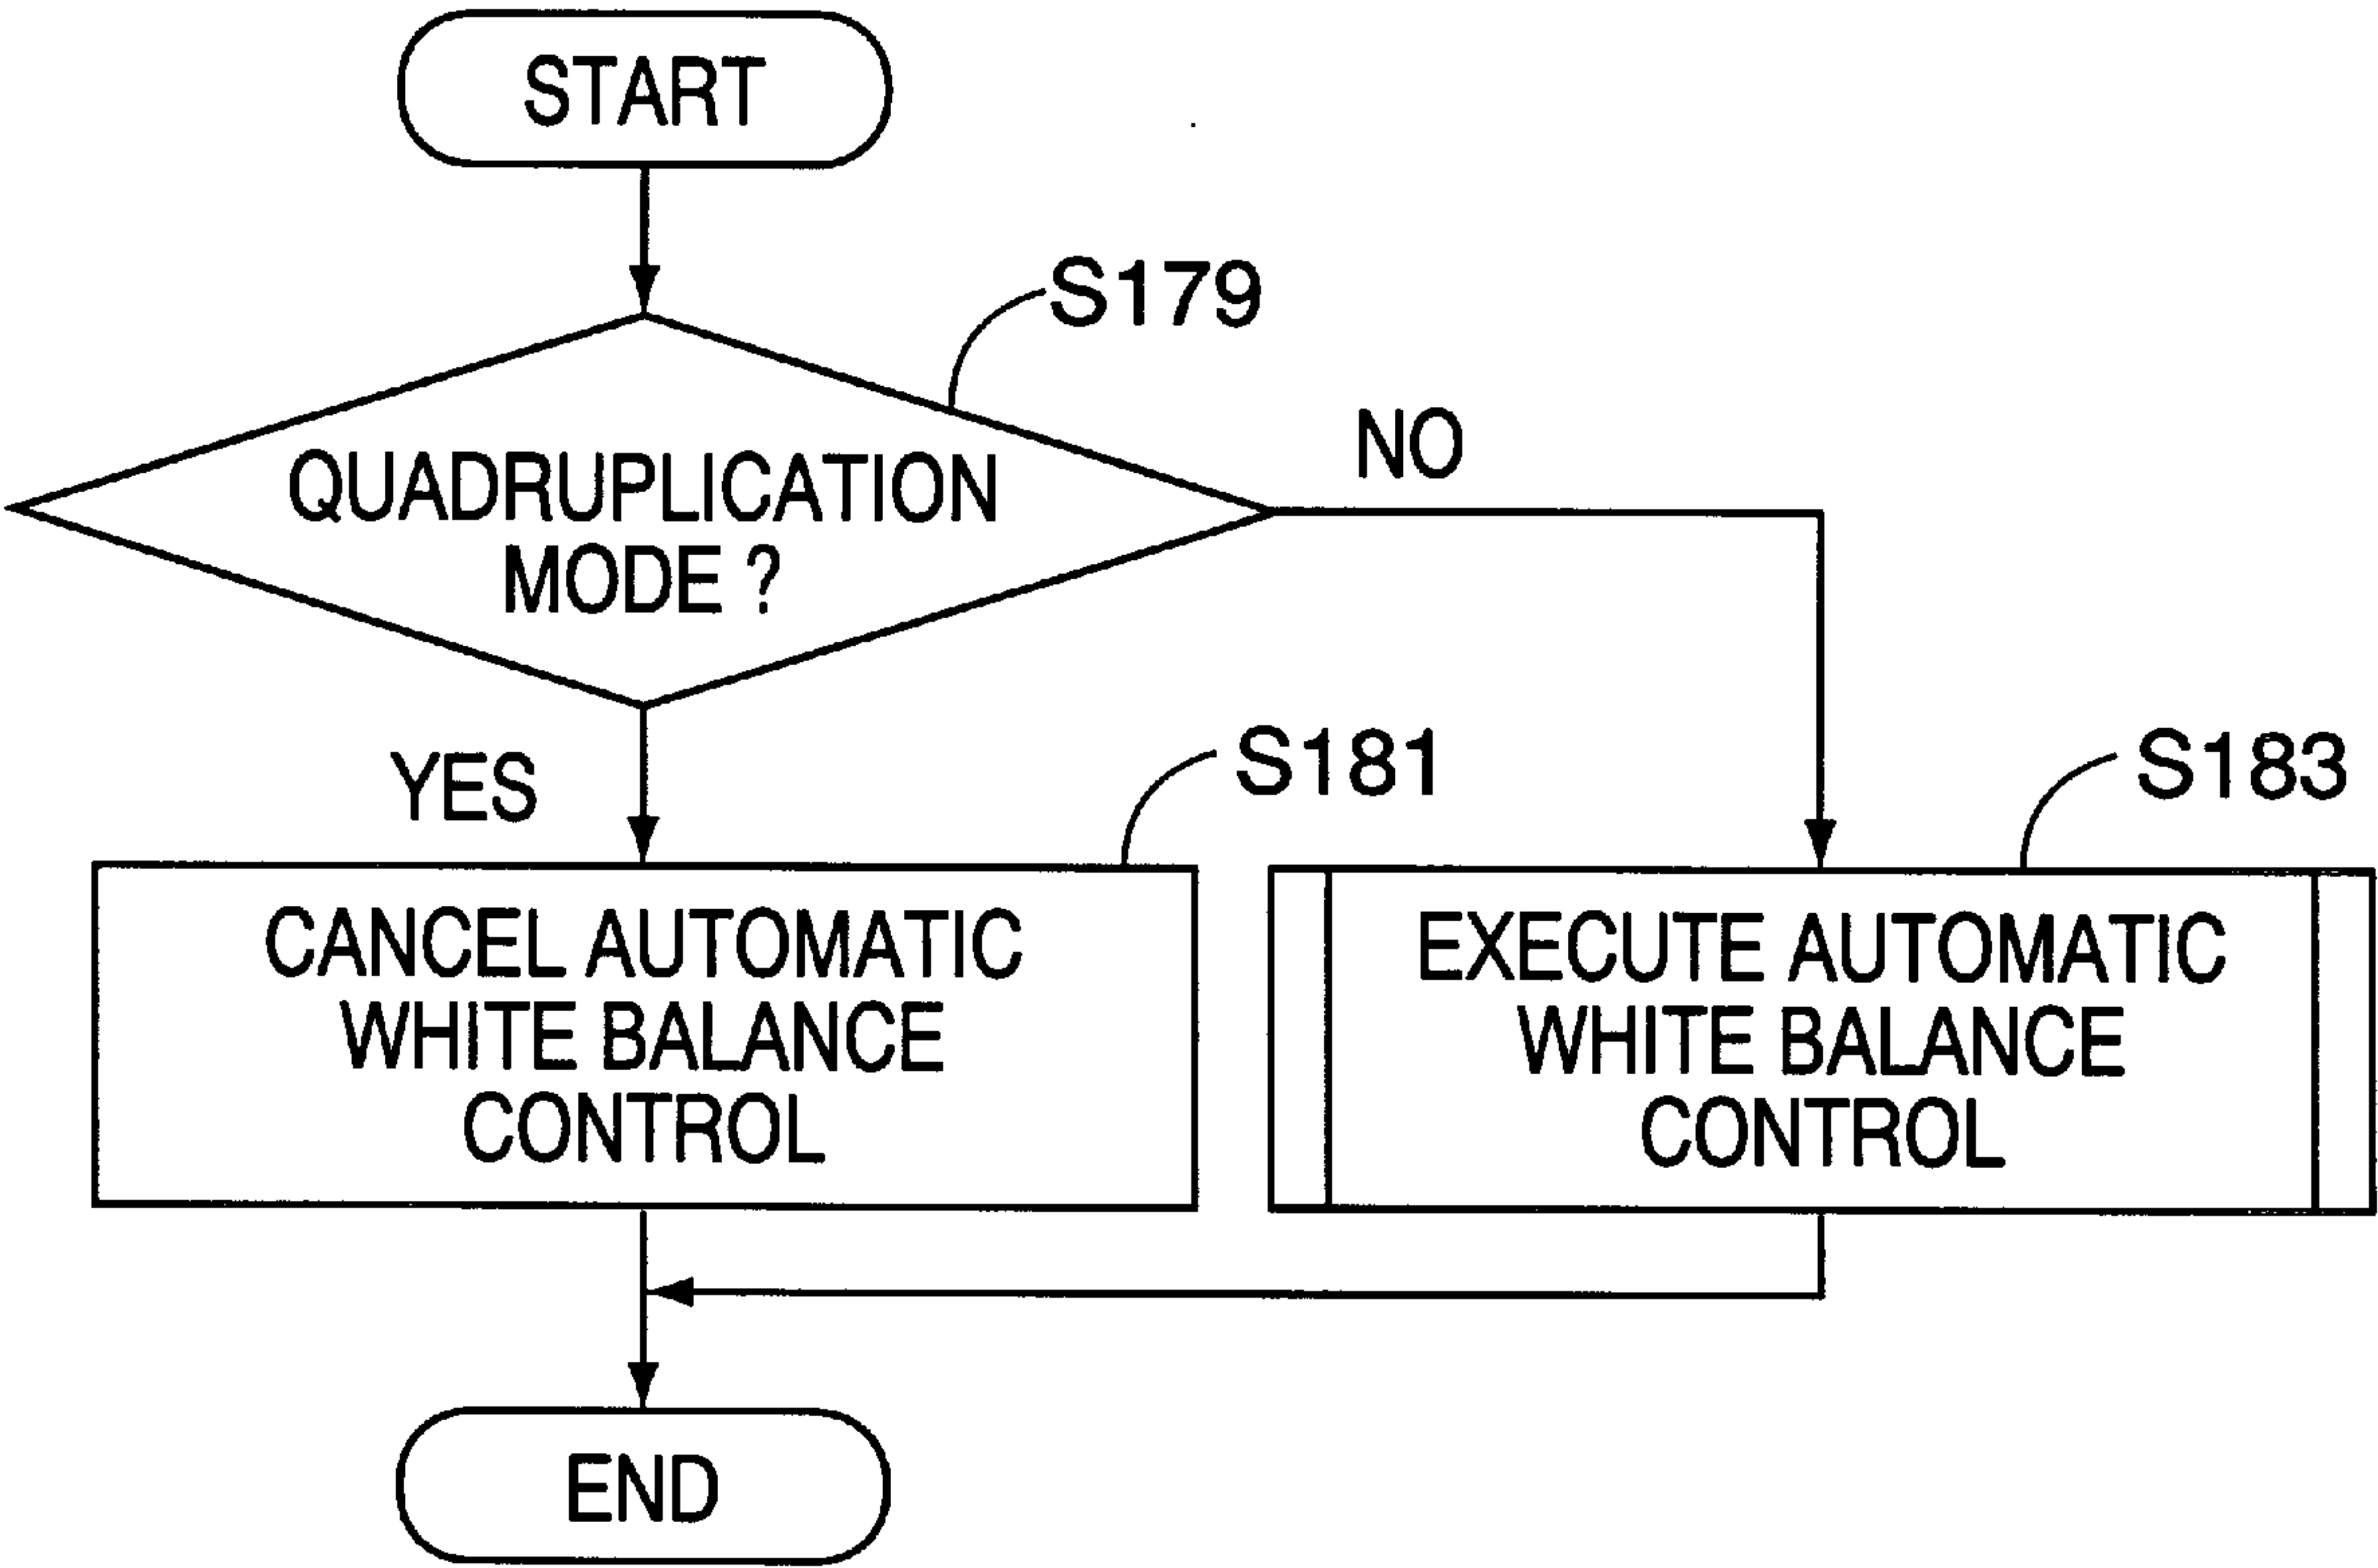 START
S179
QUADRUPLICATION
MODE ?
NO
YES
S181
S183
CANCEL AUTOMATIC
WHITE BALANCE
CONTROL
EXECUTE AUTOMATIC
WHITE BALANCE
CONTROL
END